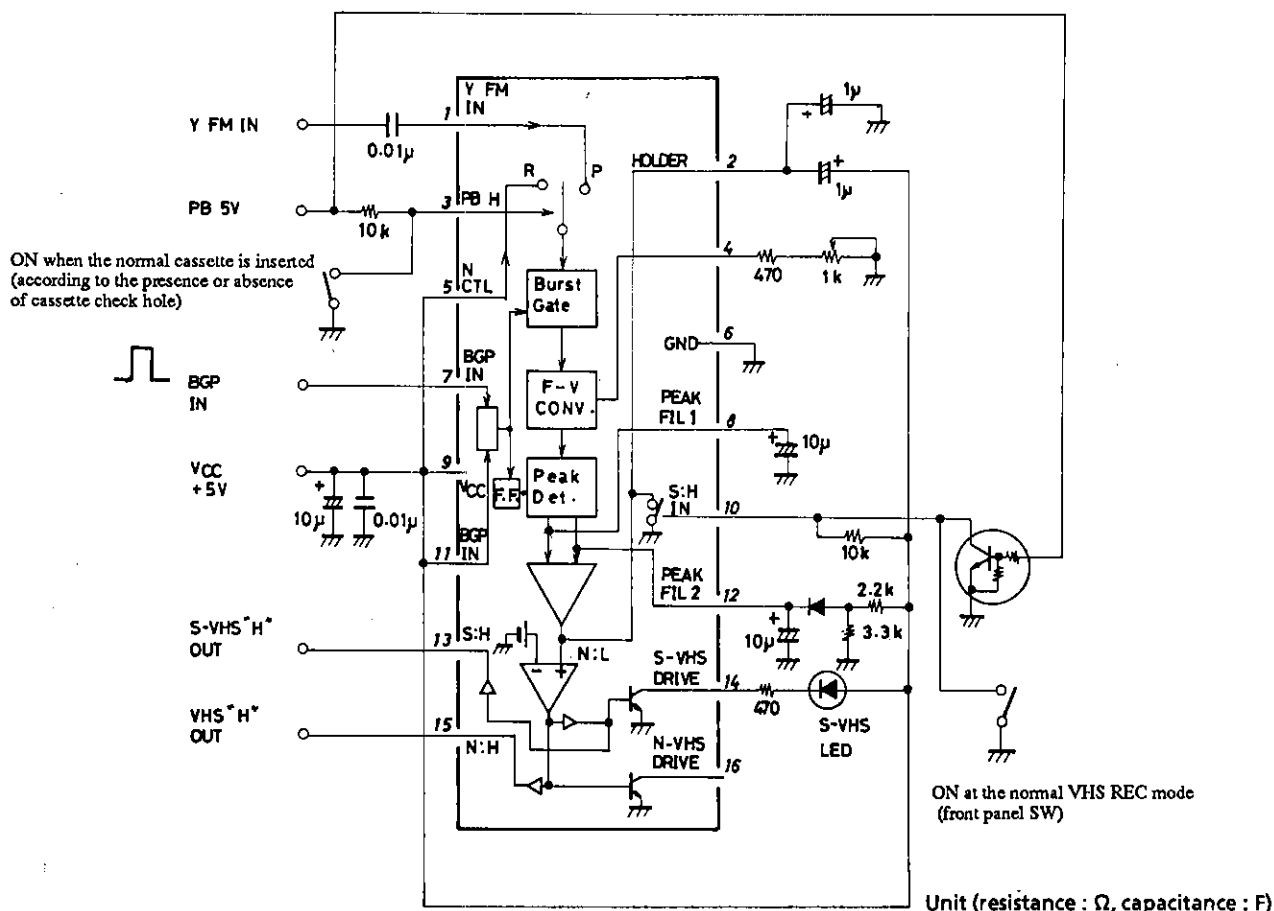 Y FM IN
0.01μ
1
Y FM
IN
HOLDER
2
1μ
+
+
1μ
R
P
PB 5V
10k
3
PB H
4
470
1k
ON when the normal cassette is inserted
(according to the presence or absence
of cassette check hole)
N
CTL
5
Burst
Gate
GND
6
BGP
IN
7
BGP
IN
F-V
CONV.
PEAK
FIL 1
8
+
10μ
VCC
+5V
9
VCC
F.F
Peak
Det.
S:H
IN
10
10k
+
10μ
0.01μ
BGP
IN
11
PEAK
FIL 2
12
2.2k
3.3k
+
10μ
S-VHS"H"
OUT
13
S:H
N:L
-
+
S-VHS
DRIVE
14
470
S-VHS
LED
VHS"H"
OUT
15
N:H
N-VHS
DRIVE
16
ON at the normal VHS REC mode
(front panel SW)
Unit (resistance : Ω, capacitance : F)